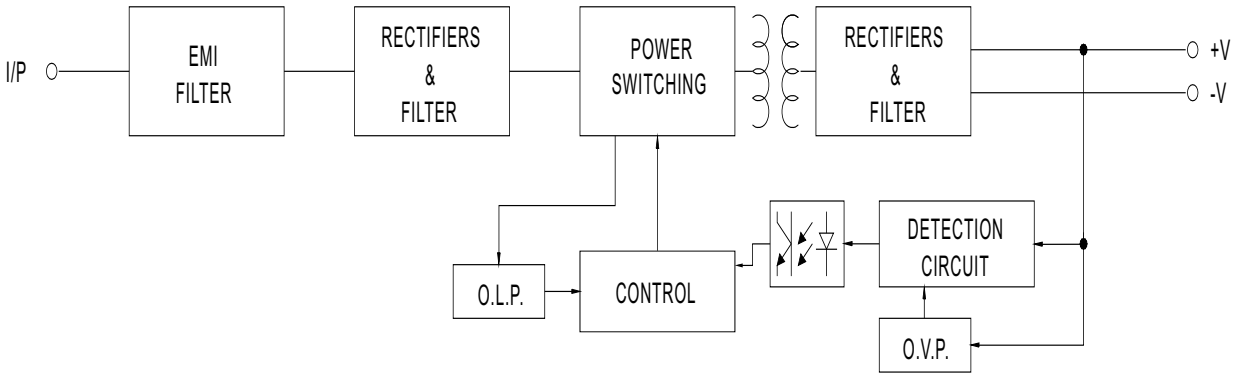 I/P
EMI
FILTER
RECTIFIERS
&
FILTER
POWER
SWITCHING
RECTIFIERS
&
FILTER
+V
-V
O.L.P.
CONTROL
DETECTION
CIRCUIT
O.V.P.